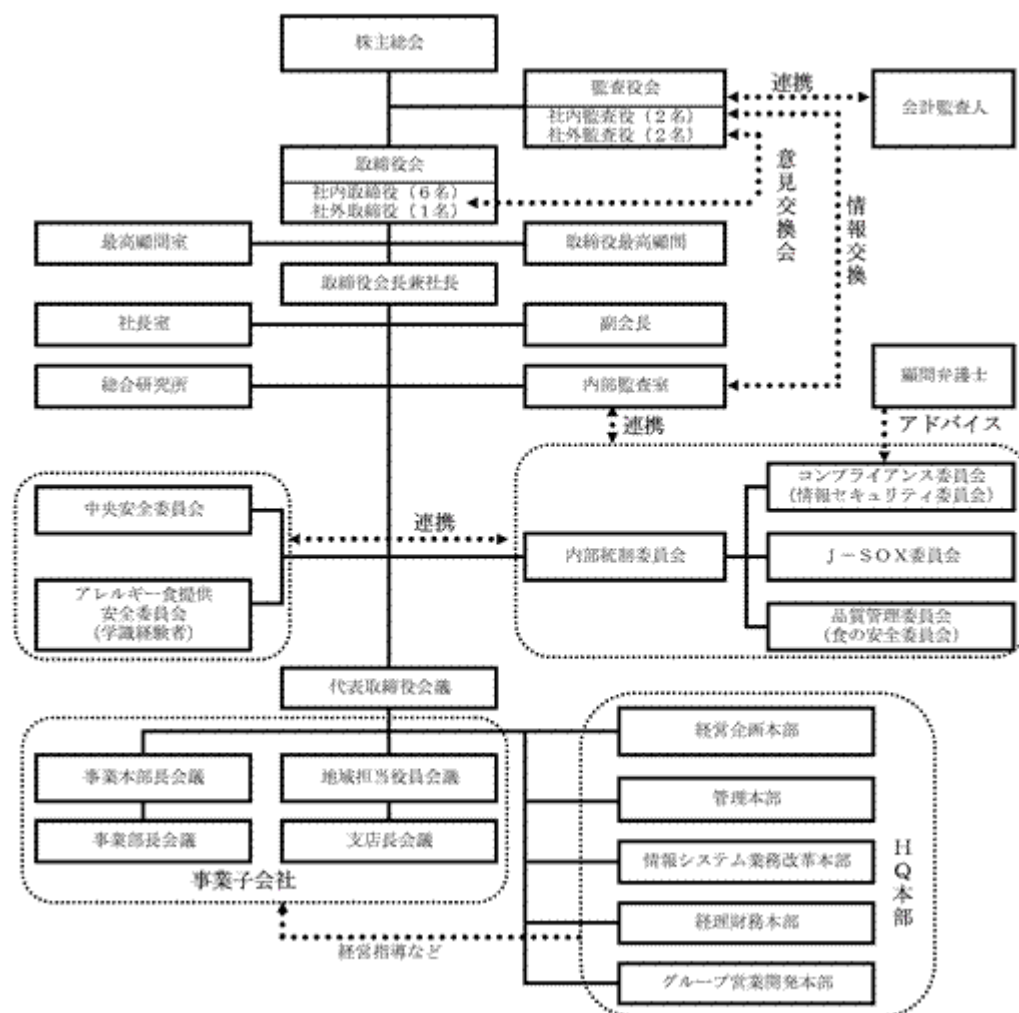 株主総会
監査役会
社内監査役(2名)
社外監査役(2名)
連携
会計監査人
取締役会
社内取締役(6名)
社外取締役(1名)
意見交換会
情報交換
最高顧問室
取締役最高顧問
取締役会長兼社長
社長室
副会長
総合研究所
内部監査室
顧問弁護士
連携
アドバイス
中央安全委員会
アレルギー食提供
安全委員会
(学識経験者)
連携
内部統制委員会
コンプライアンス委員会
(情報セキュリティ委員会)
J-SOX委員会
品質管理委員会
(食の安全委員会)
代表取締役会議
事業本部長会議
地域担当役員会議
事業部長会議
支店長会議
事業子会社
経営指導など
経営企画本部
管理本部
情報システム業務改革本部
経理財務本部
グループ営業開発本部
HQ本部